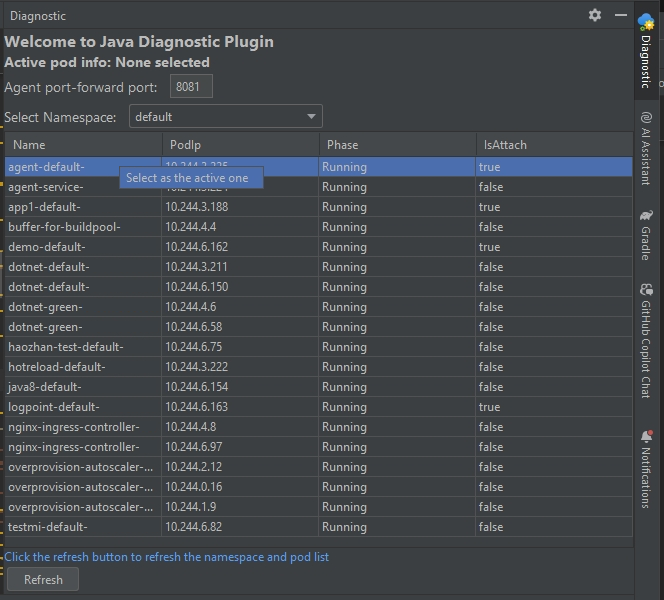 Diagnostic
Welcome to Java Diagnostic Plugin
Active pod info: None selected
Agent port-forward port: 8081
Select Namespace: default
Name PodIp Phase IsAttach
agent-default- Running true
Select as the active one
agent-service- Running false
app1-default- 10.244.3.188 Running true
buffer-for-buildpool- 10.244.4.4 Running false
demo-default- 10.244.6.162 Running true
dotnet-default- 10.244.3.211 Running false
dotnet-default- 10.244.6.150 Running false
dotnet-green- 10.244.4.6 Running false
dotnet-green- 10.244.6.58 Running false
haozhan-test-default- 10.244.6.75 Running false
hotreload-default- 10.244.3.222 Running false
java8-default- 10.244.6.154 Running false
logpoint-default- 10.244.6.163 Running true
nginx-ingress-controller- 10.244.4.8 Running false
nginx-ingress-controller- 10.244.6.97 Running false
overprovision-autoscaler-... 10.244.2.12 Running false
overprovision-autoscaler-... 10.244.0.16 Running false
overprovision-autoscaler-... 10.244.1.9 Running false
testmi-default- 10.244.6.82 Running false
Click the refresh button to refresh the namespace and pod list
Refresh
Diagnostic
AI Assistant
Gradle
GitHub Copilot Chat
Notifications